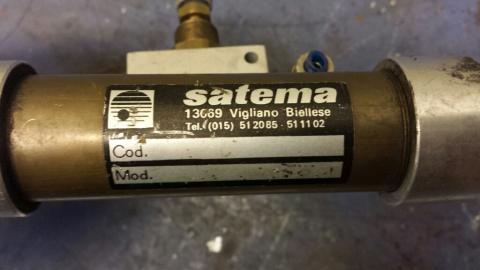 satema
13069 Vigliano Biellese
Tel. (015) 512085 - 511102
Cod.
Mod.